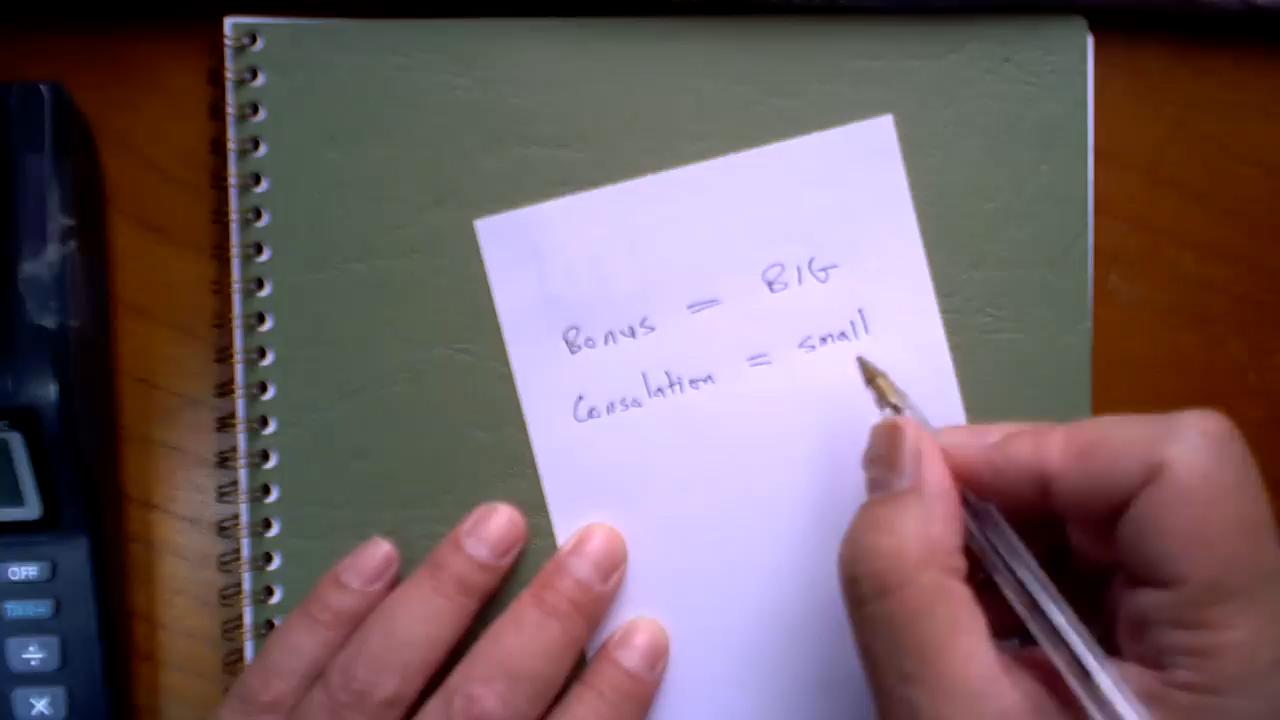 Bonus = BIG
Consolation = small
OFF
÷
×